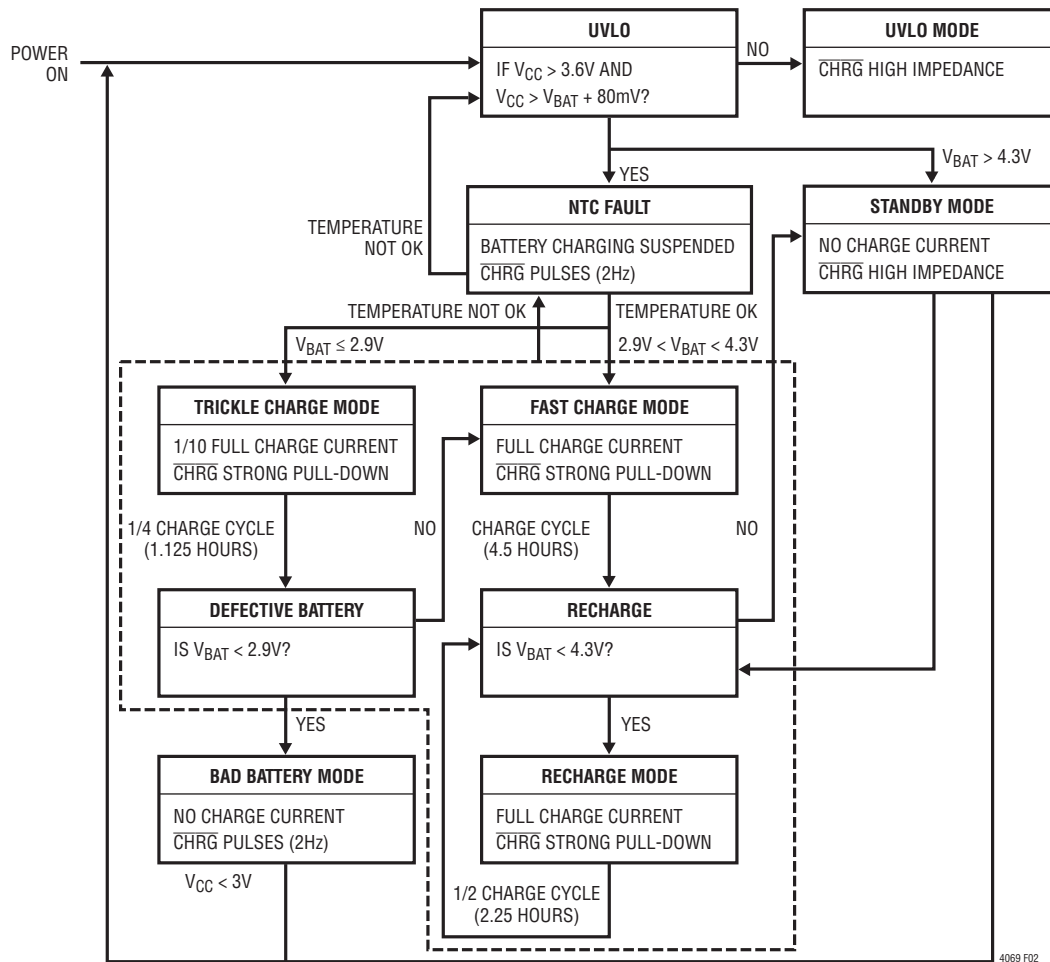 POWER
ON
UVLO
IF VCC > 3.6V AND
VCC > VBAT + 80mV?
NO
UVLO MODE
CHRG HIGH IMPEDANCE
YES
VBAT > 4.3V
NTC FAULT
BATTERY CHARGING SUSPENDED
CHRG PULSES (2Hz)
TEMPERATURE
NOT OK
STANDBY MODE
NO CHARGE CURRENT
CHRG HIGH IMPEDANCE
TEMPERATURE NOT OK
TEMPERATURE OK
VBAT ≤ 2.9V
2.9V < VBAT < 4.3V
TRICKLE CHARGE MODE
1/10 FULL CHARGE CURRENT
CHRG STRONG PULL-DOWN
FAST CHARGE MODE
FULL CHARGE CURRENT
CHRG STRONG PULL-DOWN
1/4 CHARGE CYCLE
(1.125 HOURS)
NO
CHARGE CYCLE
(4.5 HOURS)
NO
DEFECTIVE BATTERY
IS VBAT < 2.9V?
RECHARGE
IS VBAT < 4.3V?
YES
YES
BAD BATTERY MODE
NO CHARGE CURRENT
CHRG PULSES (2Hz)
RECHARGE MODE
FULL CHARGE CURRENT
CHRG STRONG PULL-DOWN
VCC < 3V
1/2 CHARGE CYCLE
(2.25 HOURS)
4069 F02